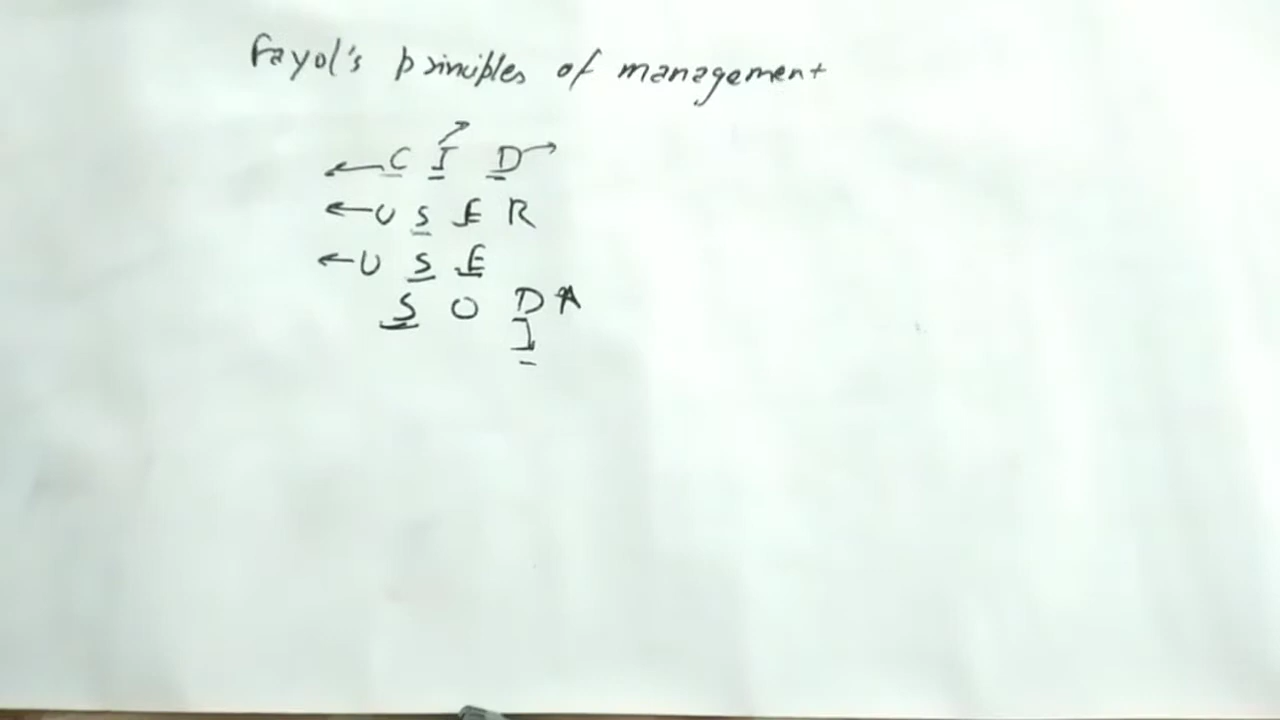 Fayol's principles of management
C I D
U S E R
U S E
S O D A
I